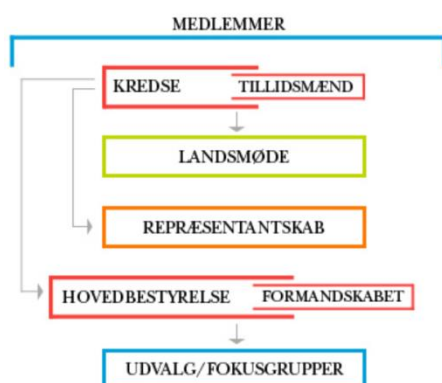 MEDLEMMER
KREDSE TILLIDSMÆND
LANDSMØDE
REPRÆSENTANTSKAB
HOVEDBESTYRELSE FORMANDSKABET
UDVALG/FOKUSGRUPPER